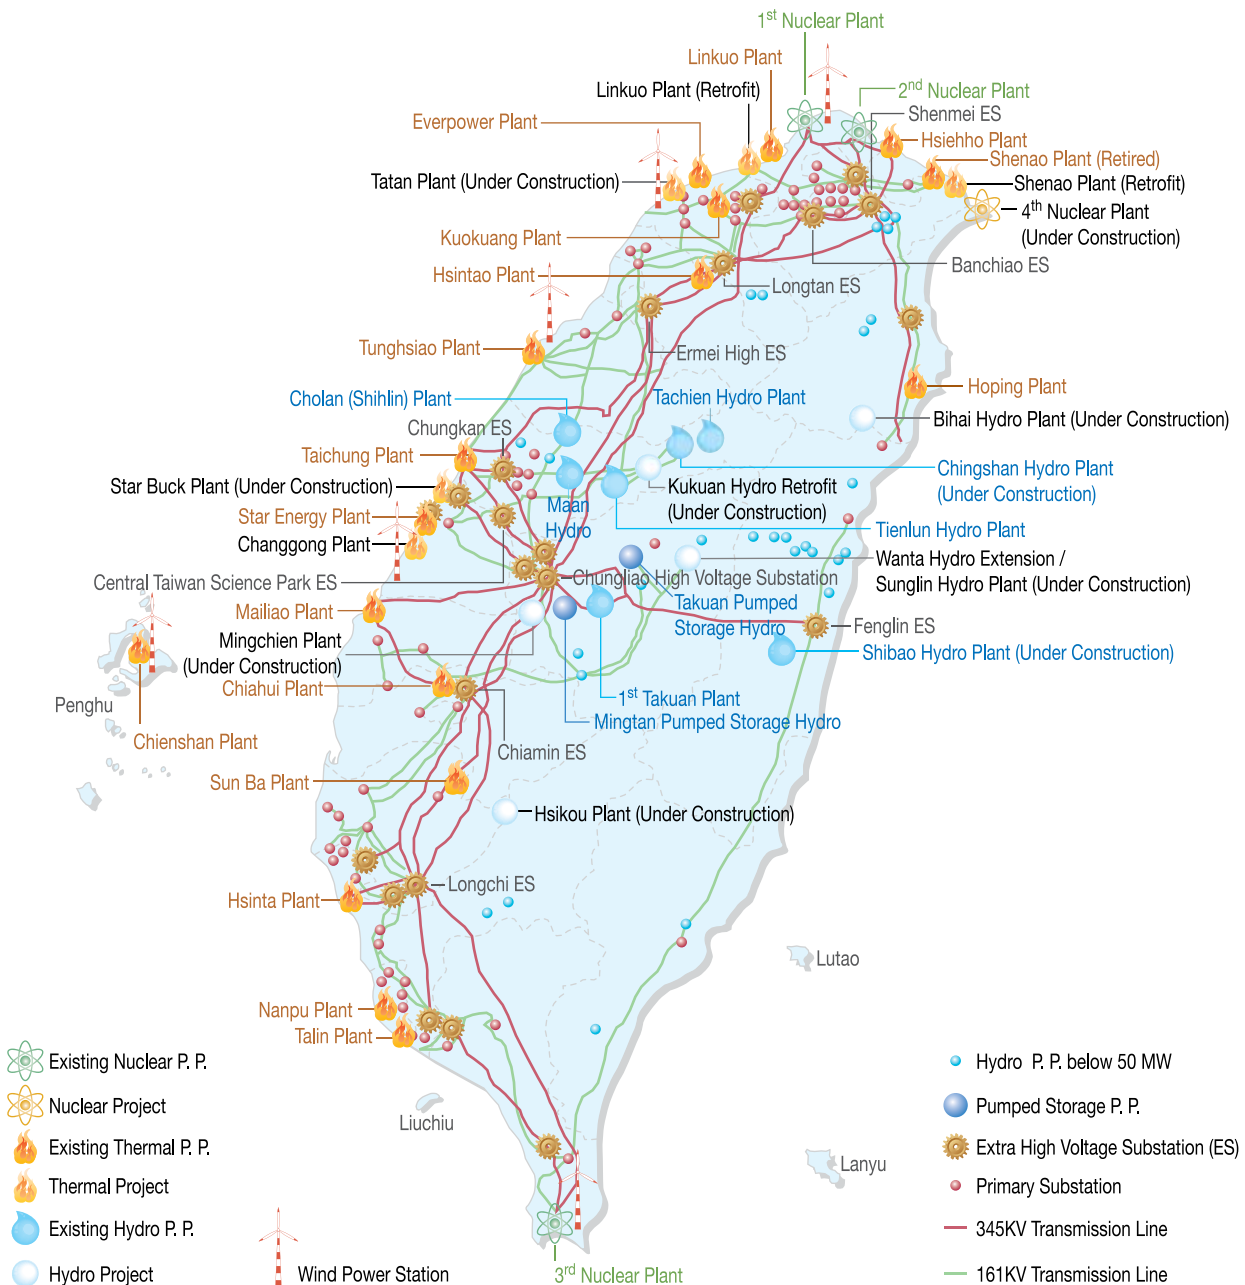 1st Nuclear Plant
Linkuo Plant
Linkuo Plant (Retrofit)
2nd Nuclear Plant
Shenmei ES
Everpower Plant
Hsiehho Plant
Shenao Plant (Retired)
Tatan Plant (Under Construction)
Shenao Plant (Retrofit)
4th Nuclear Plant
(Under Construction)
Kuokuang Plant
Banchiao ES
Hsintao Plant
Longtan ES
Tunghsiao Plant
Ermei High ES
Hoping Plant
Cholan (Shihlin) Plant
Tachien Hydro Plant
Bihai Hydro Plant (Under Construction)
Chungkan ES
Taichung Plant
Chingshan Hydro Plant
(Under Construction)
Star Buck Plant (Under Construction)
Kukuan Hydro Retrofit
(Under Construction)
Maan
Hydro
Star Energy Plant
Tienlun Hydro Plant
Changgong Plant
Wanta Hydro Extension /
Sunglin Hydro Plant (Under Construction)
Central Taiwan Science Park ES
Chungliao High Voltage Substation
Mailiao Plant
Takuan Pumped
Storage Hydro
Fenglin ES
Mingchien Plant
(Under Construction)
Shibao Hydro Plant (Under Construction)
Chiahui Plant
1st Takuan Plant
Penghu
Mingtan Pumped Storage Hydro
Chienshan Plant
Chiamin ES
Sun Ba Plant
Hsikou Plant (Under Construction)
Longchi ES
Hsinta Plant
Lutao
Nanpu Plant
Talin Plant
Liuchiu
Lanyu
3rd Nuclear Plant
Existing Nuclear P. P.
Nuclear Project
Existing Thermal P. P.
Thermal Project
Existing Hydro P. P.
Hydro Project
Wind Power Station
Hydro P. P. below 50 MW
Pumped Storage P. P.
Extra High Voltage Substation (ES)
Primary Substation
345KV Transmission Line
161KV Transmission Line